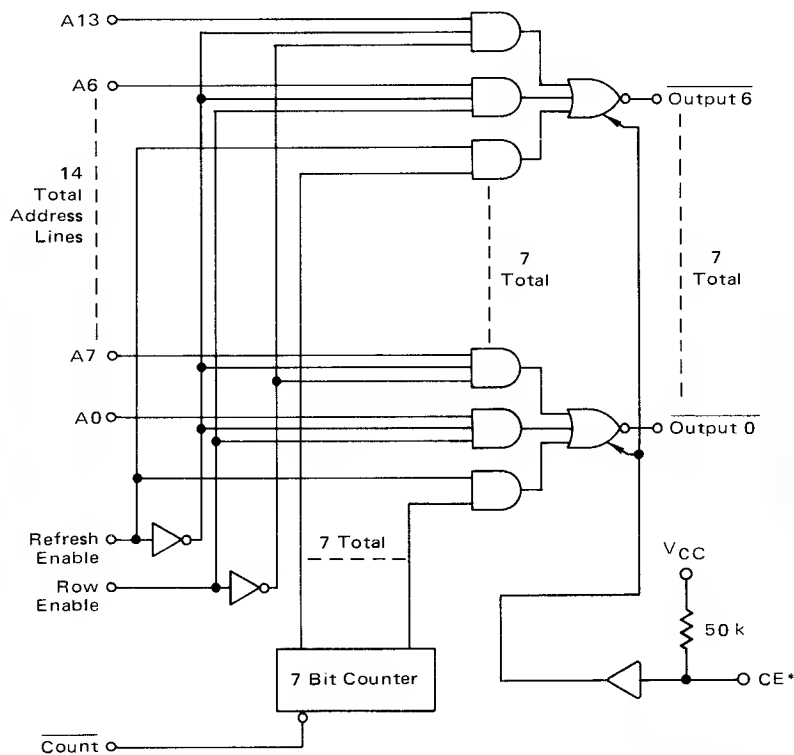 A13
A6
Output 6
14
Total
Address
Lines
7
Total
7
Total
A7
A0
Output 0
Refresh
Enable
7 Total
Row
Enable
VCC
50 k
7 Bit Counter
CE*
Count